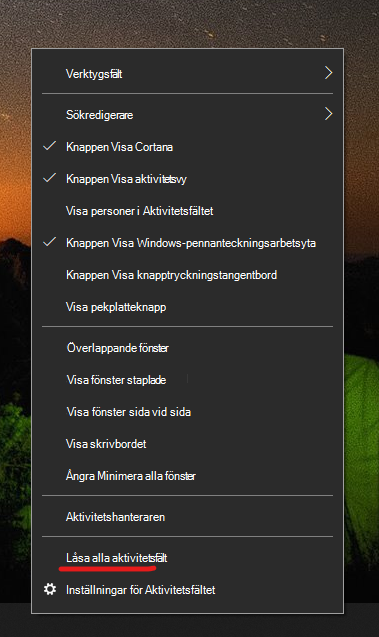 Verktygsfält
Sökredigerare
Knappen Visa Cortana
Knappen Visa aktivitetsvy
Visa personer i Aktivitetsfältet
Knappen Visa Windows-pennanteckningsarbetsyta
Knappen Visa knapptryckningstangentbord
Visa pekplatteknapp
Överlappande fönster
Visa fönster staplade
Visa fönster sida vid sida
Visa skrivbordet
Ångra Minimera alla fönster
Aktivitetshanteraren
Låsa alla aktivitetsfält
Inställningar för Aktivitetsfältet